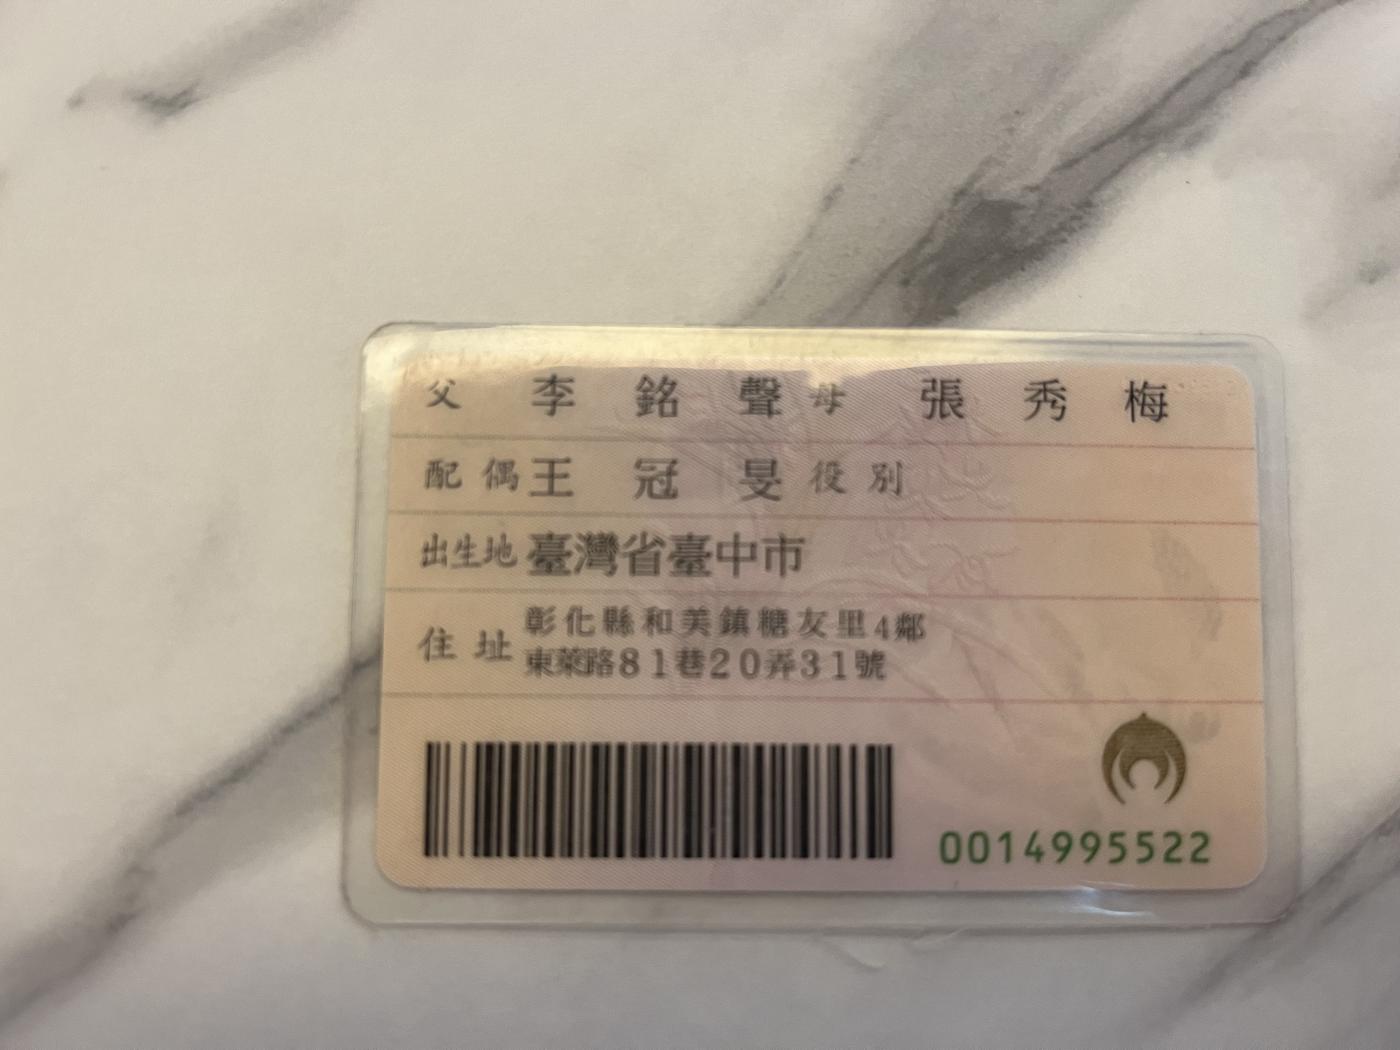 父 李銘聲 母 張秀梅
配偶 王冠旻 役別
出生地 臺灣省臺中市
住址 彰化縣和美鎮糖友里4鄰
東萊路81巷20弄31號
0014995522